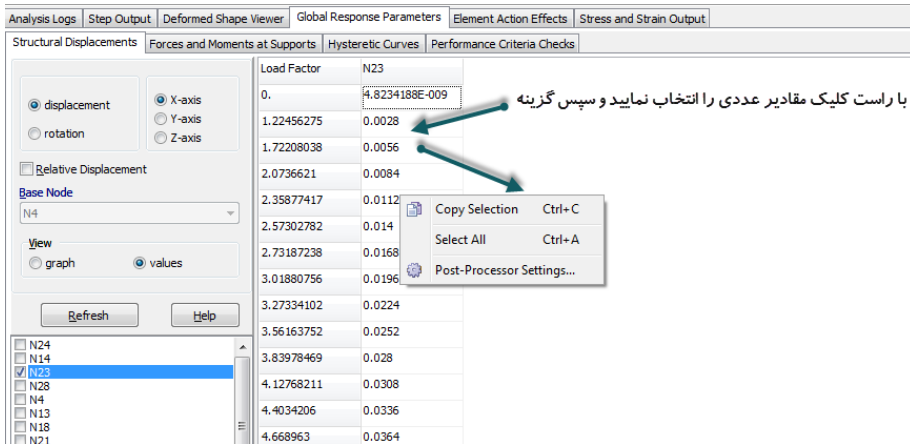 Analysis Logs Step Output Deformed Shape Viewer Global Response Parameters Element Action Effects Stress and Strain Output
Structural Displacements Forces and Moments at Supports Hysteretic Curves Performance Criteria Checks
displacement
rotation
X-axis
Y-axis
Z-axis
Relative Displacement
Base Node
N4
View
graph values
Refresh Help
N24
N14
N23
N28
N4
N13
N18
N21
Load Factor N23
0. 4.8234188E-009
1.22456275 0.0028
1.72208038 0.0056
2.0736621 0.0084
2.35877417 0.0112
2.57302782 0.014
2.73187238 0.0168
3.01880756 0.0196
3.27334102 0.0224
3.56163752 0.0252
3.83978469 0.028
4.12768211 0.0308
4.4034206 0.0336
4.668963 0.0364
با راست کلیک مقادیر عددی را انتخاب نمایید و سپس گزینه
Copy Selection Ctrl+C
Select All Ctrl+A
Post-Processor Settings...